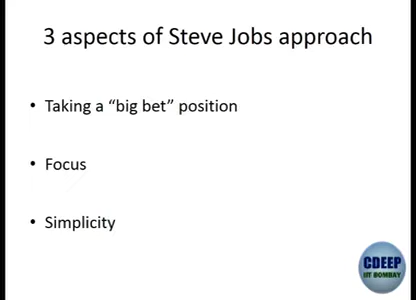 3 aspects of Steve Jobs approach
• Taking a “big bet” position
• Focus
• Simplicity
CDEEP
IIT BOMBAY